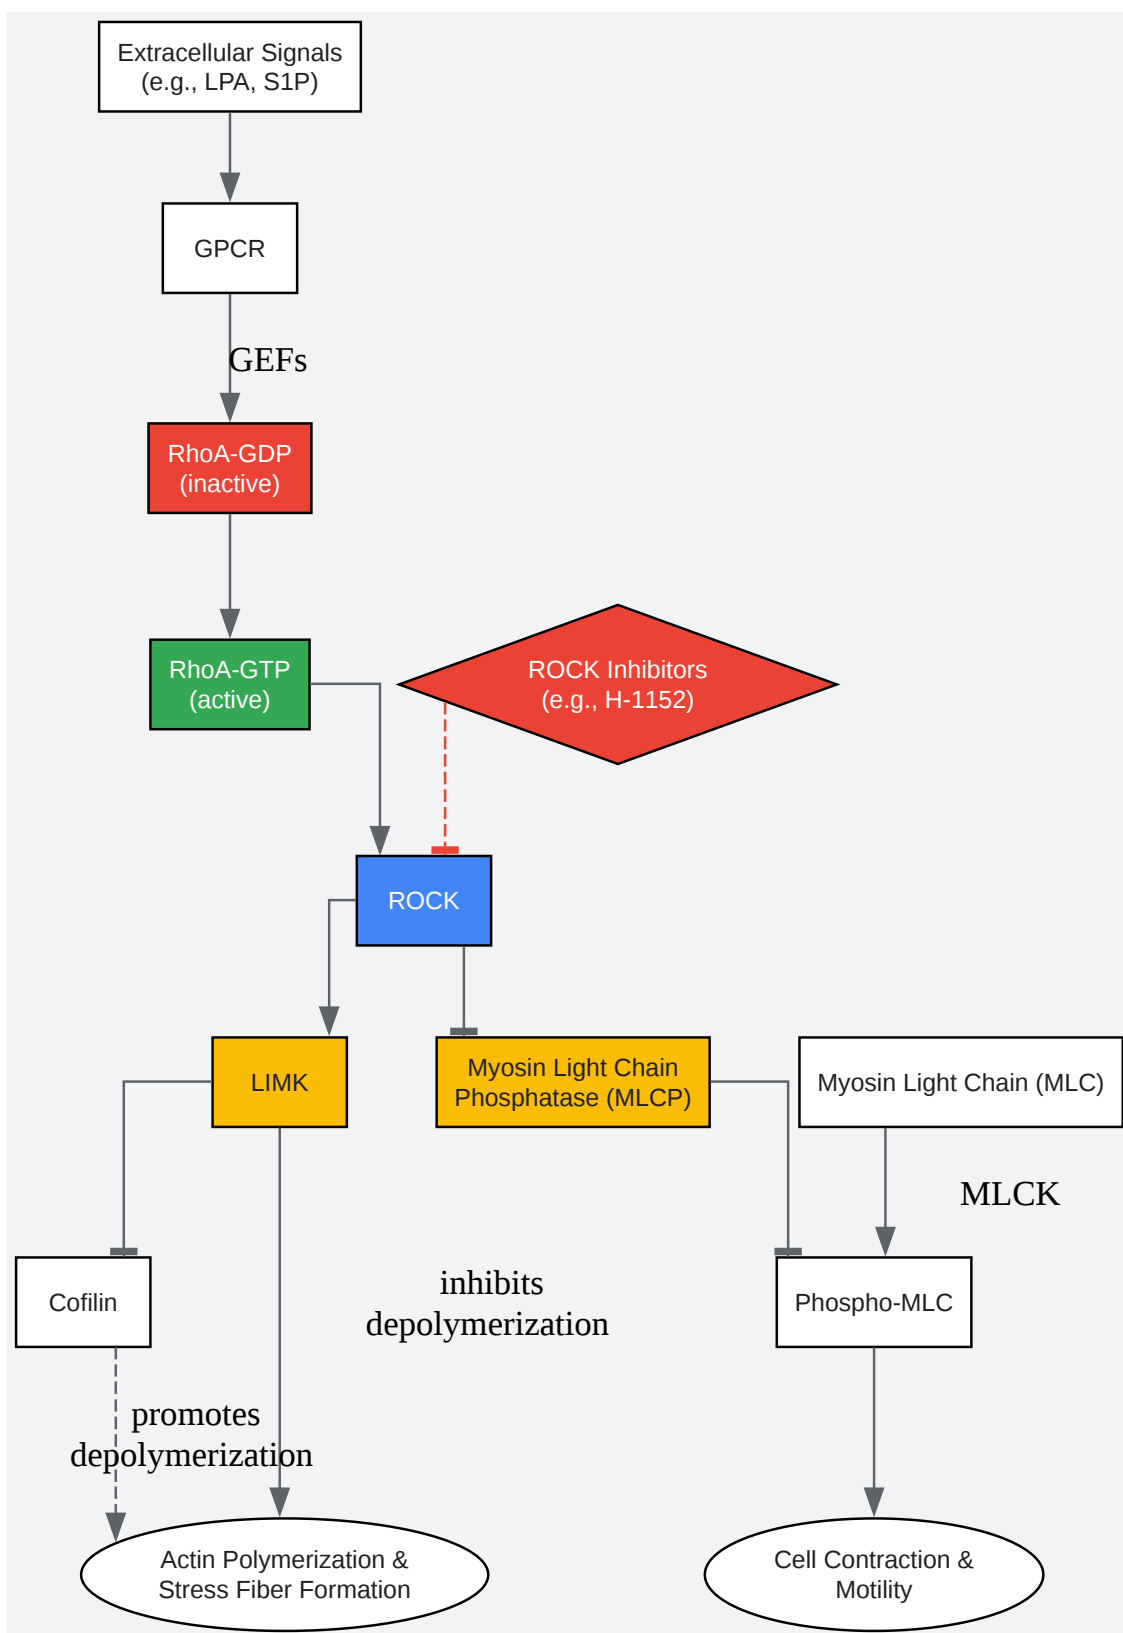 Extracellular Signals
(e.g., LPA, S1P)
GPCR
GEFs
RhoA-GDP
(inactive)
RhoA-GTP
(active)
ROCK Inhibitors
(e.g., H-1152)
ROCK
LIMK
Myosin Light Chain
Phosphatase (MLCP)
Myosin Light Chain (MLC)
MLCK
Cofilin
inhibits
depolymerization
Phospho-MLC
promotes
depolymerization
Actin Polymerization &
Stress Fiber Formation
Cell Contraction &
Motility